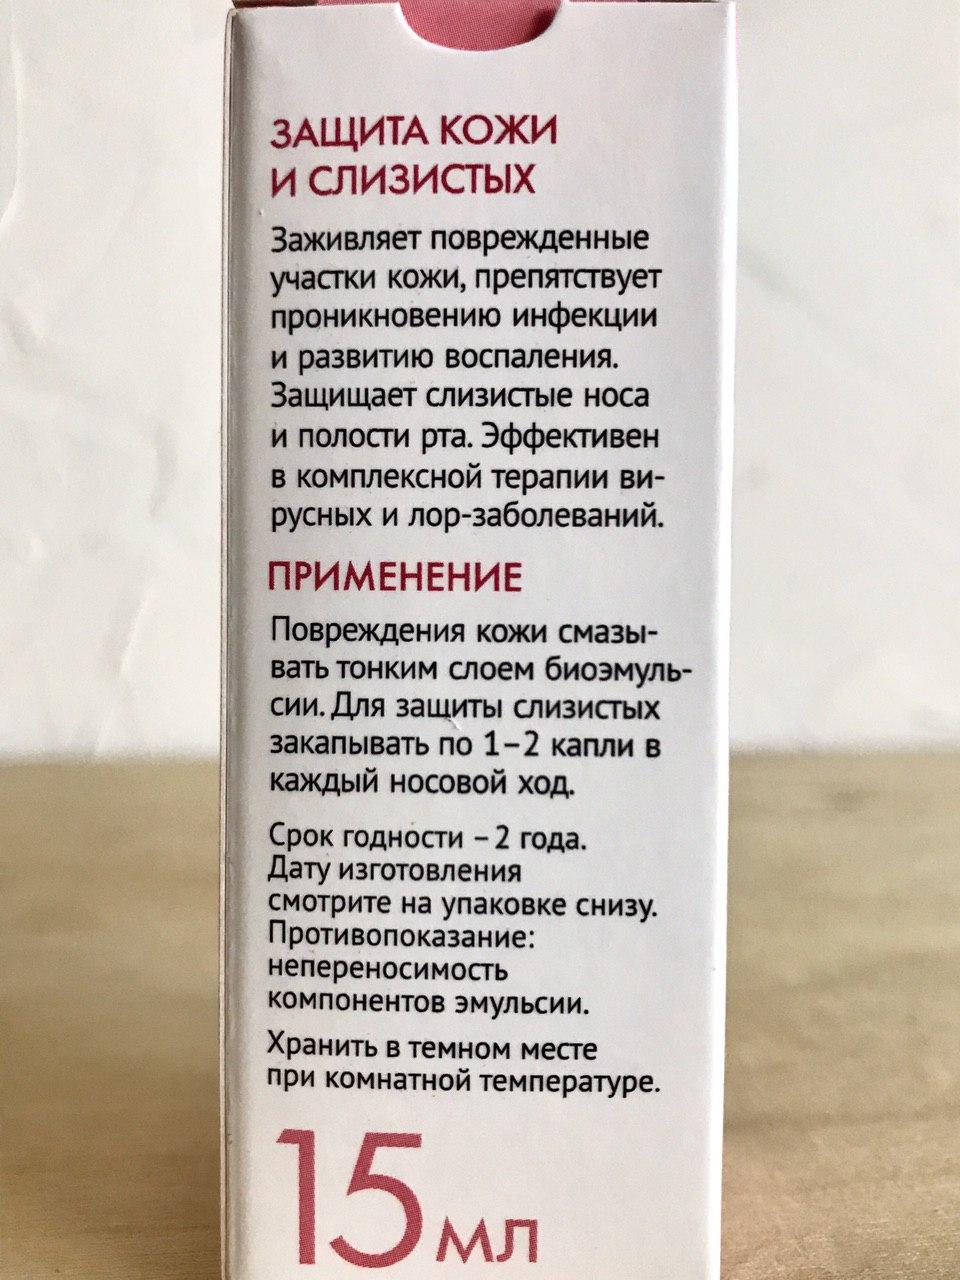 ЗАЩИТА КОЖИ
И СЛИЗИСТЫХ
Заживляет поврежденные
участки кожи, препятствует
проникновению инфекции
и развитию воспаления.
Защищает слизистые носа
и полости рта. Эффективен
в комплексной терапии ви-
русных и лор-заболеваний.
ПРИМЕНЕНИЕ
Повреждения кожи смазы-
вать тонким слоем биоэмуль-
сии. Для защиты слизистых
закапывать по 1–2 капли в
каждый носовой ход.
Срок годности – 2 года.
Дату изготовления
смотрите на упаковке снизу.
Противопоказание:
непереносимость
компонентов эмульсии.
Хранить в темном месте
при комнатной температуре.
15 мл